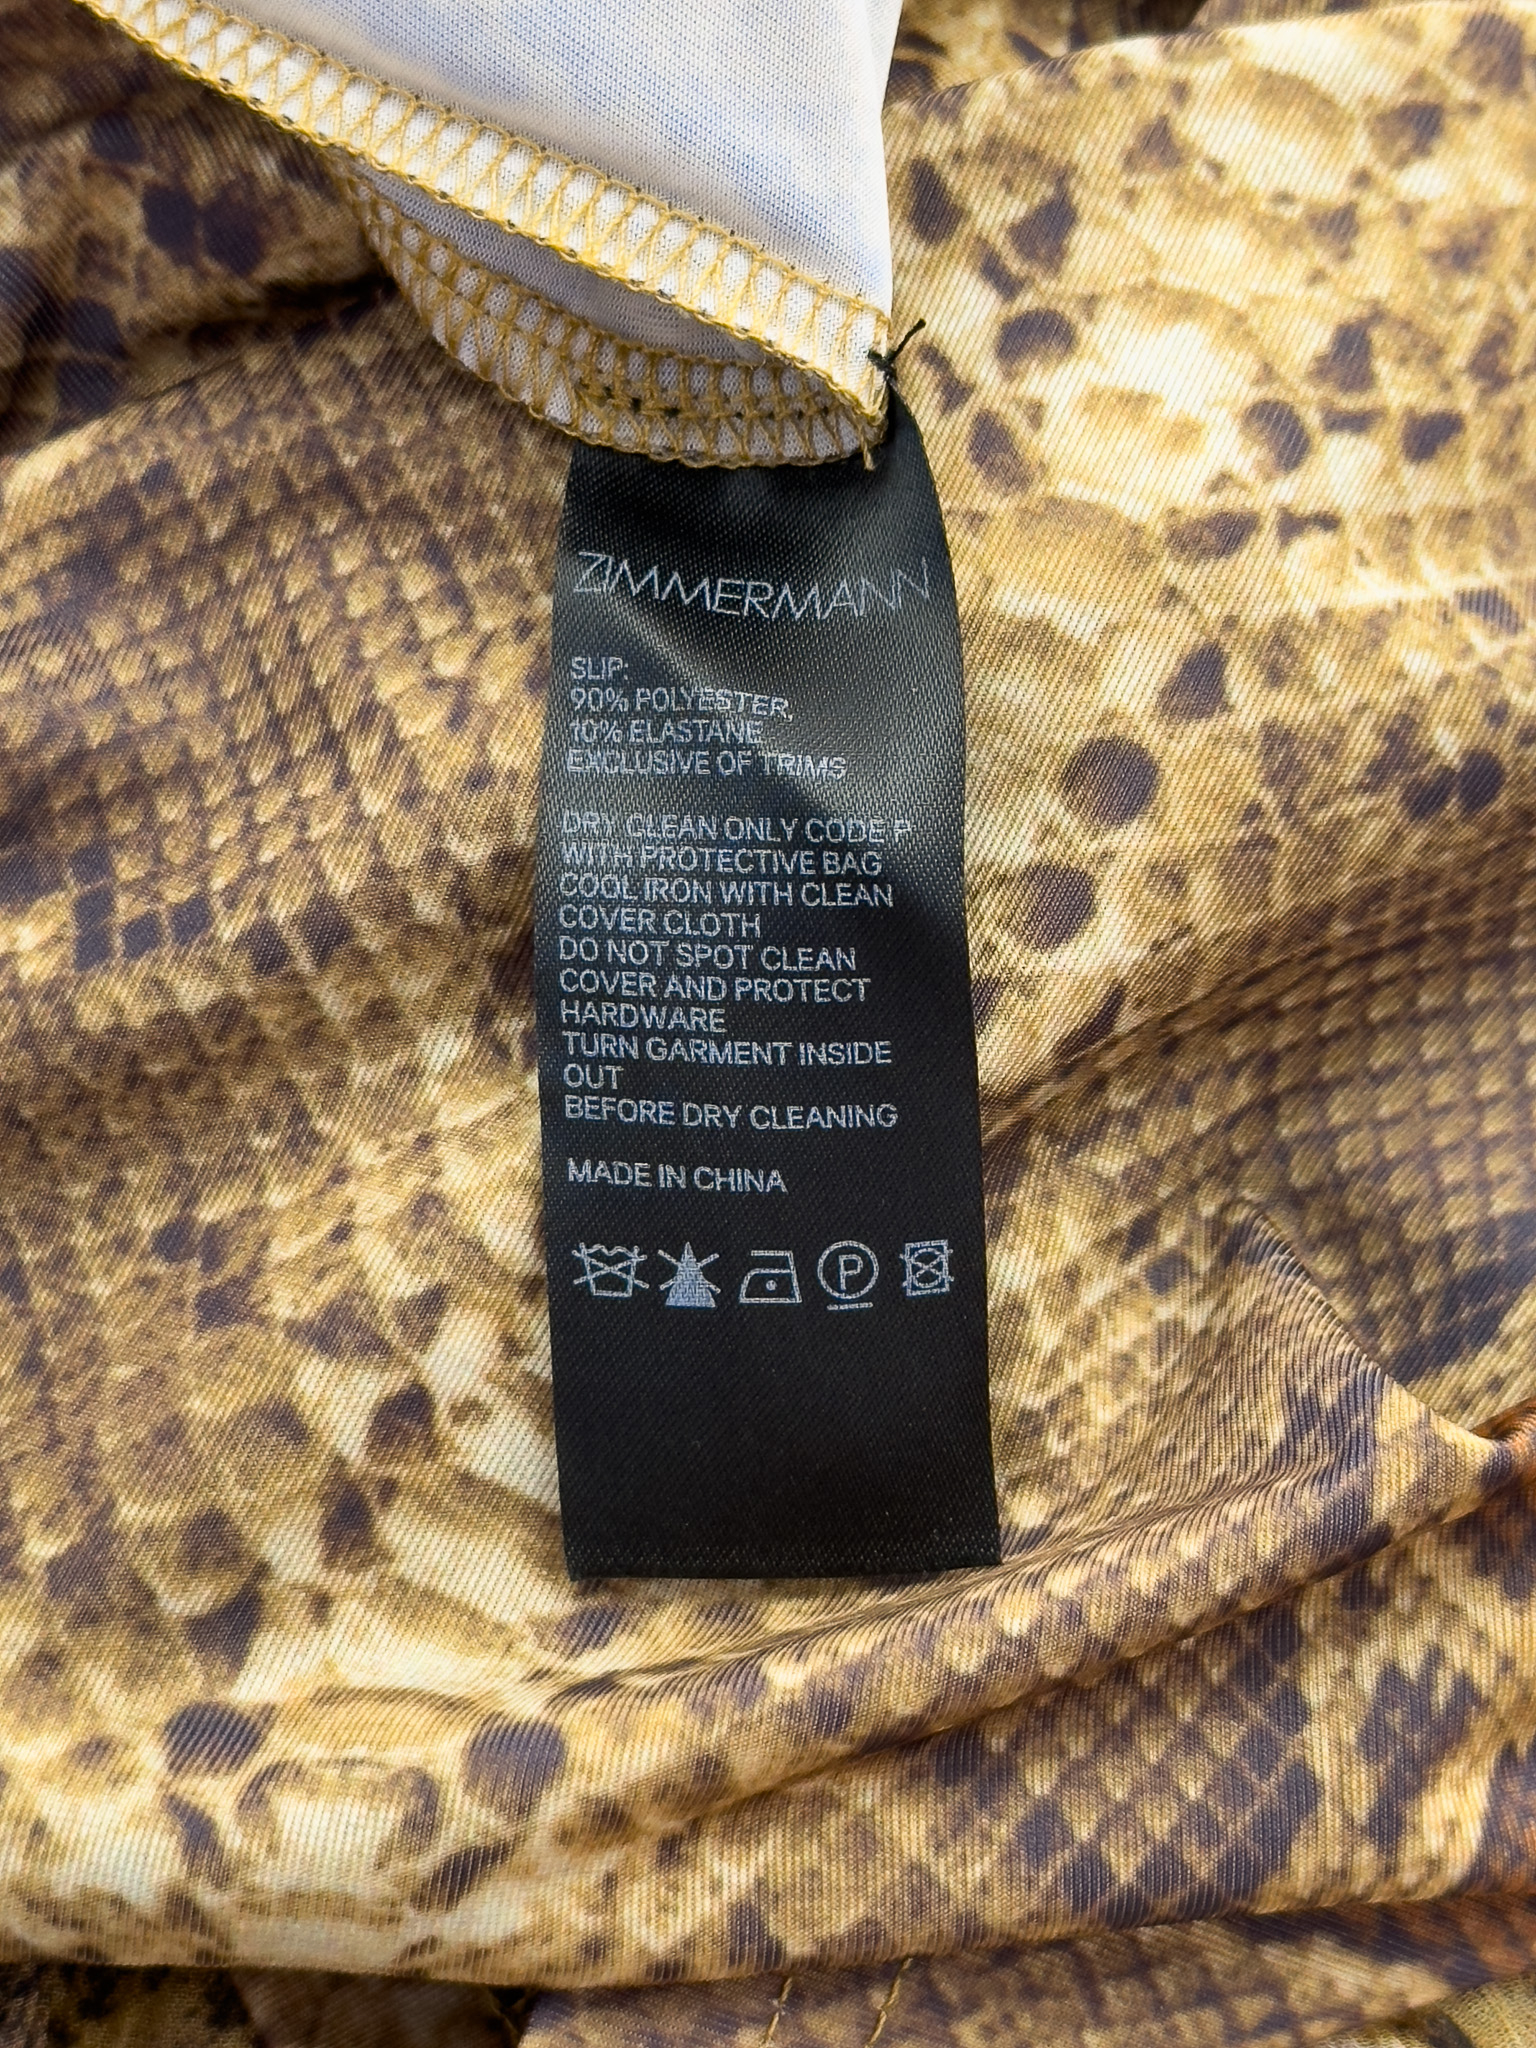 ZIMMERMANN
SLIP:
90% POLYESTER,
10% ELASTANE
EXCLUSIVE OF TRIMS
DRY CLEAN ONLY CODE P
WITH PROTECTIVE BAG
COOL IRON WITH CLEAN
COVER CLOTH
DO NOT SPOT CLEAN
COVER AND PROTECT
HARDWARE
TURN GARMENT INSIDE
OUT
BEFORE DRY CLEANING
MADE IN CHINA
P